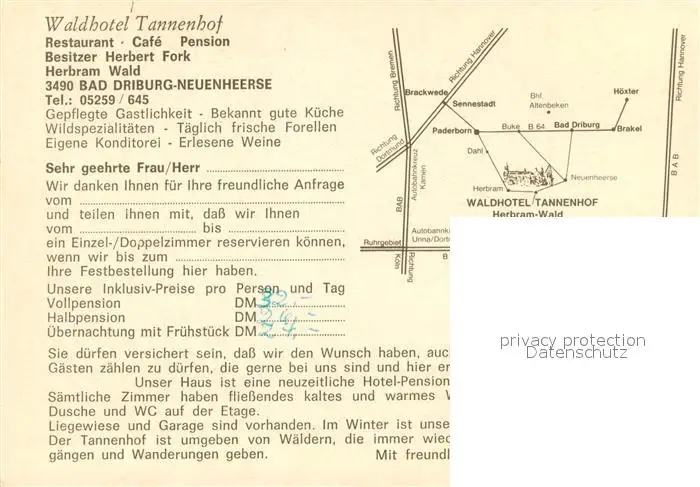 Waldhotel Tannenhof
Restaurant · Café Pension
Besitzer Herbert Fork
Herbram Wald
3490 BAD DRIBURG-NEUENHEERSE
Tel.: 05259/645
Gepflegte Gastlichkeit - Bekannt gute Küche
Wildspezialitäten - Täglich frische Forellen
Eigene Konditorei - Erlesene Weine
Sehr geehrte Frau/Herr
Wir danken Ihnen für Ihre freundliche Anfrage
vom
und teilen ihnen mit, daß wir Ihnen
vom bis
ein Einzel-/Doppelzimmer reservieren können,
wenn wir bis zum
Ihre Festbestellung hier haben.
Unsere Inklusiv-Preise pro Person und Tag
Vollpension DM 32,-
Halbpension DM
Übernachtung mit Frühstück DM
Sie dürfen versichert sein, daß wir den Wunsch haben, auc
Gästen zählen zu dürfen, die gerne bei uns sind und hier er
Unser Haus ist eine neuzeitliche Hotel-Pension
Sämtliche Zimmer haben fließendes kaltes und warmes W
Dusche und WC auf der Etage.
Liegewiese und Garage sind vorhanden. Im Winter ist unse
Der Tannenhof ist umgeben von Wäldern, die immer wied
gängen und Wanderungen geben. Mit freundl
Richtung Bremen
Richtung Hannover
Richtung Hannover
Brackwede
Sennestadt
Bhf.
Altenbeken
Höxter
Richtung
Dortmund
Paderborn
Buke
B 64
Bad Driburg
Brakel
Dahl
Neuenheerse
Herbram
BAB
Autobahnkreuz
Kamen
BAB
WALDHOTEL TANNENHOF
Herbram-Wald
Autobahnk
Unna/Dortm
Ruhrgebiet
B
Köln
Richtung
privacy protection
Datenschutz